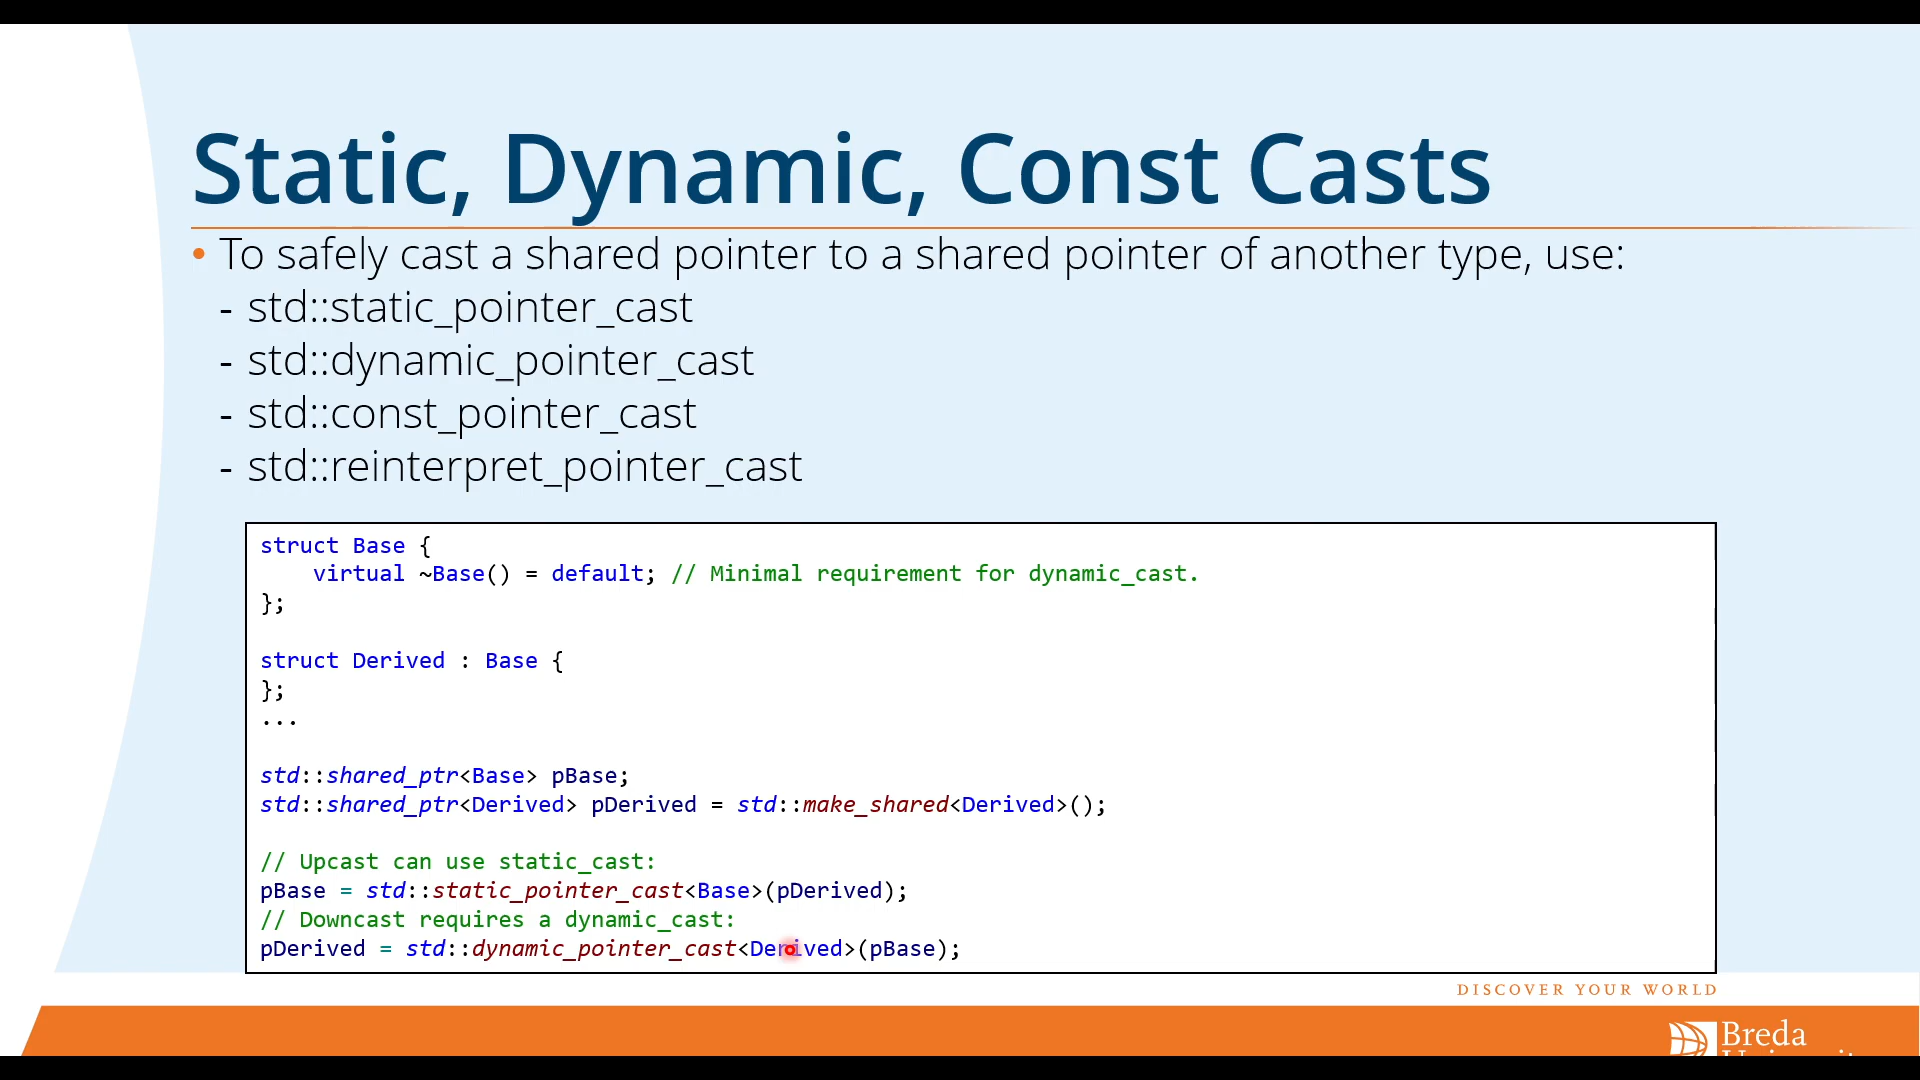 Static, Dynamic, Const Casts
• To safely cast a shared pointer to a shared pointer of another type, use:
- std::static_pointer_cast
- std::dynamic_pointer_cast
- std::const_pointer_cast
- std::reinterpret_pointer_cast
struct Base {
    virtual ~Base() = default; // Minimal requirement for dynamic_cast.
};

struct Derived : Base {
};
...

std::shared_ptr<Base> pBase;
std::shared_ptr<Derived> pDerived = std::make_shared<Derived>();

// Upcast can use static_cast:
pBase = std::static_pointer_cast<Base>(pDerived);
// Downcast requires a dynamic_cast:
pDerived = std::dynamic_pointer_cast<Derived>(pBase);
DISCOVER YOUR WORLD
Breda